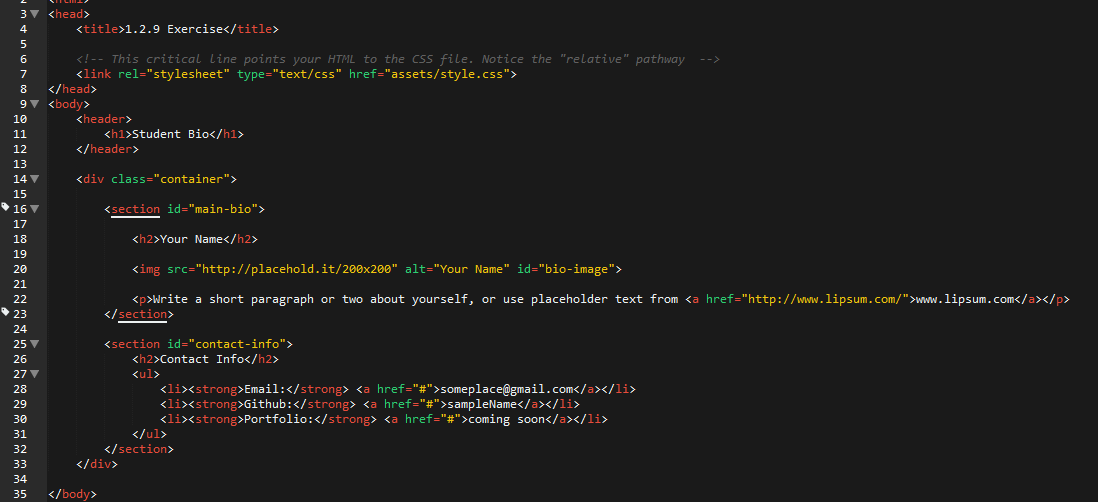 2 <html>
3 <head>
4 <title>1.2.9 Exercise</title>
5
6 <!-- This critical line points your HTML to the CSS file. Notice the "relative" pathway  -->
7 <link rel="stylesheet" type="text/css" href="assets/style.css">
8 </head>
9 <body>
10 <header>
11 <h1>Student Bio</h1>
12 </header>
13
14 <div class="container">
15
16 <section id="main-bio">
17
18 <h2>Your Name</h2>
19
20 <img src="http://placehold.it/200x200" alt="Your Name" id="bio-image">
21
22 <p>Write a short paragraph or two about yourself, or use placeholder text from <a href="http://www.lipsum.com/">www.lipsum.com</a></p>
23 </section>
24
25 <section id="contact-info">
26 <h2>Contact Info</h2>
27 <ul>
28 <li><strong>Email:</strong> <a href="#">someplace@gmail.com</a></li>
29 <li><strong>Github:</strong> <a href="#">sampleName</a></li>
30 <li><strong>Portfolio:</strong> <a href="#">coming soon</a></li>
31 </ul>
32 </section>
33 </div>
34
35 </body>